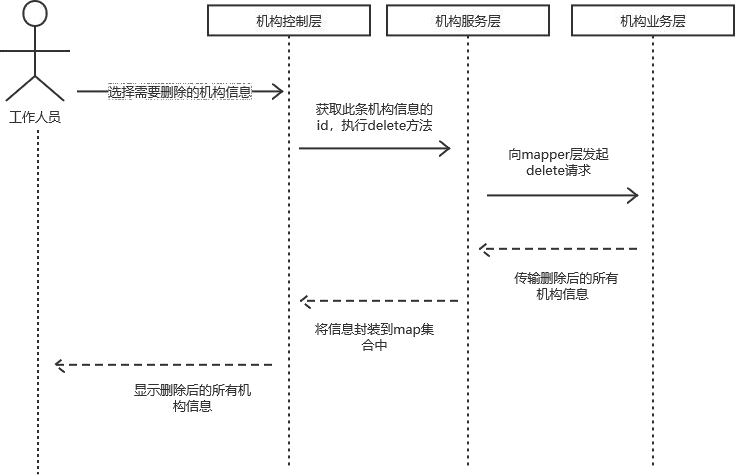 机构控制层
机构服务层
机构业务层
工作人员
选择需要删除的机构信息
获取此条机构信息的
id，执行delete方法
向mapper层发起
delete请求
传输删除后的所有
机构信息
将信息封装到map集
合中
显示删除后的所有机
构信息